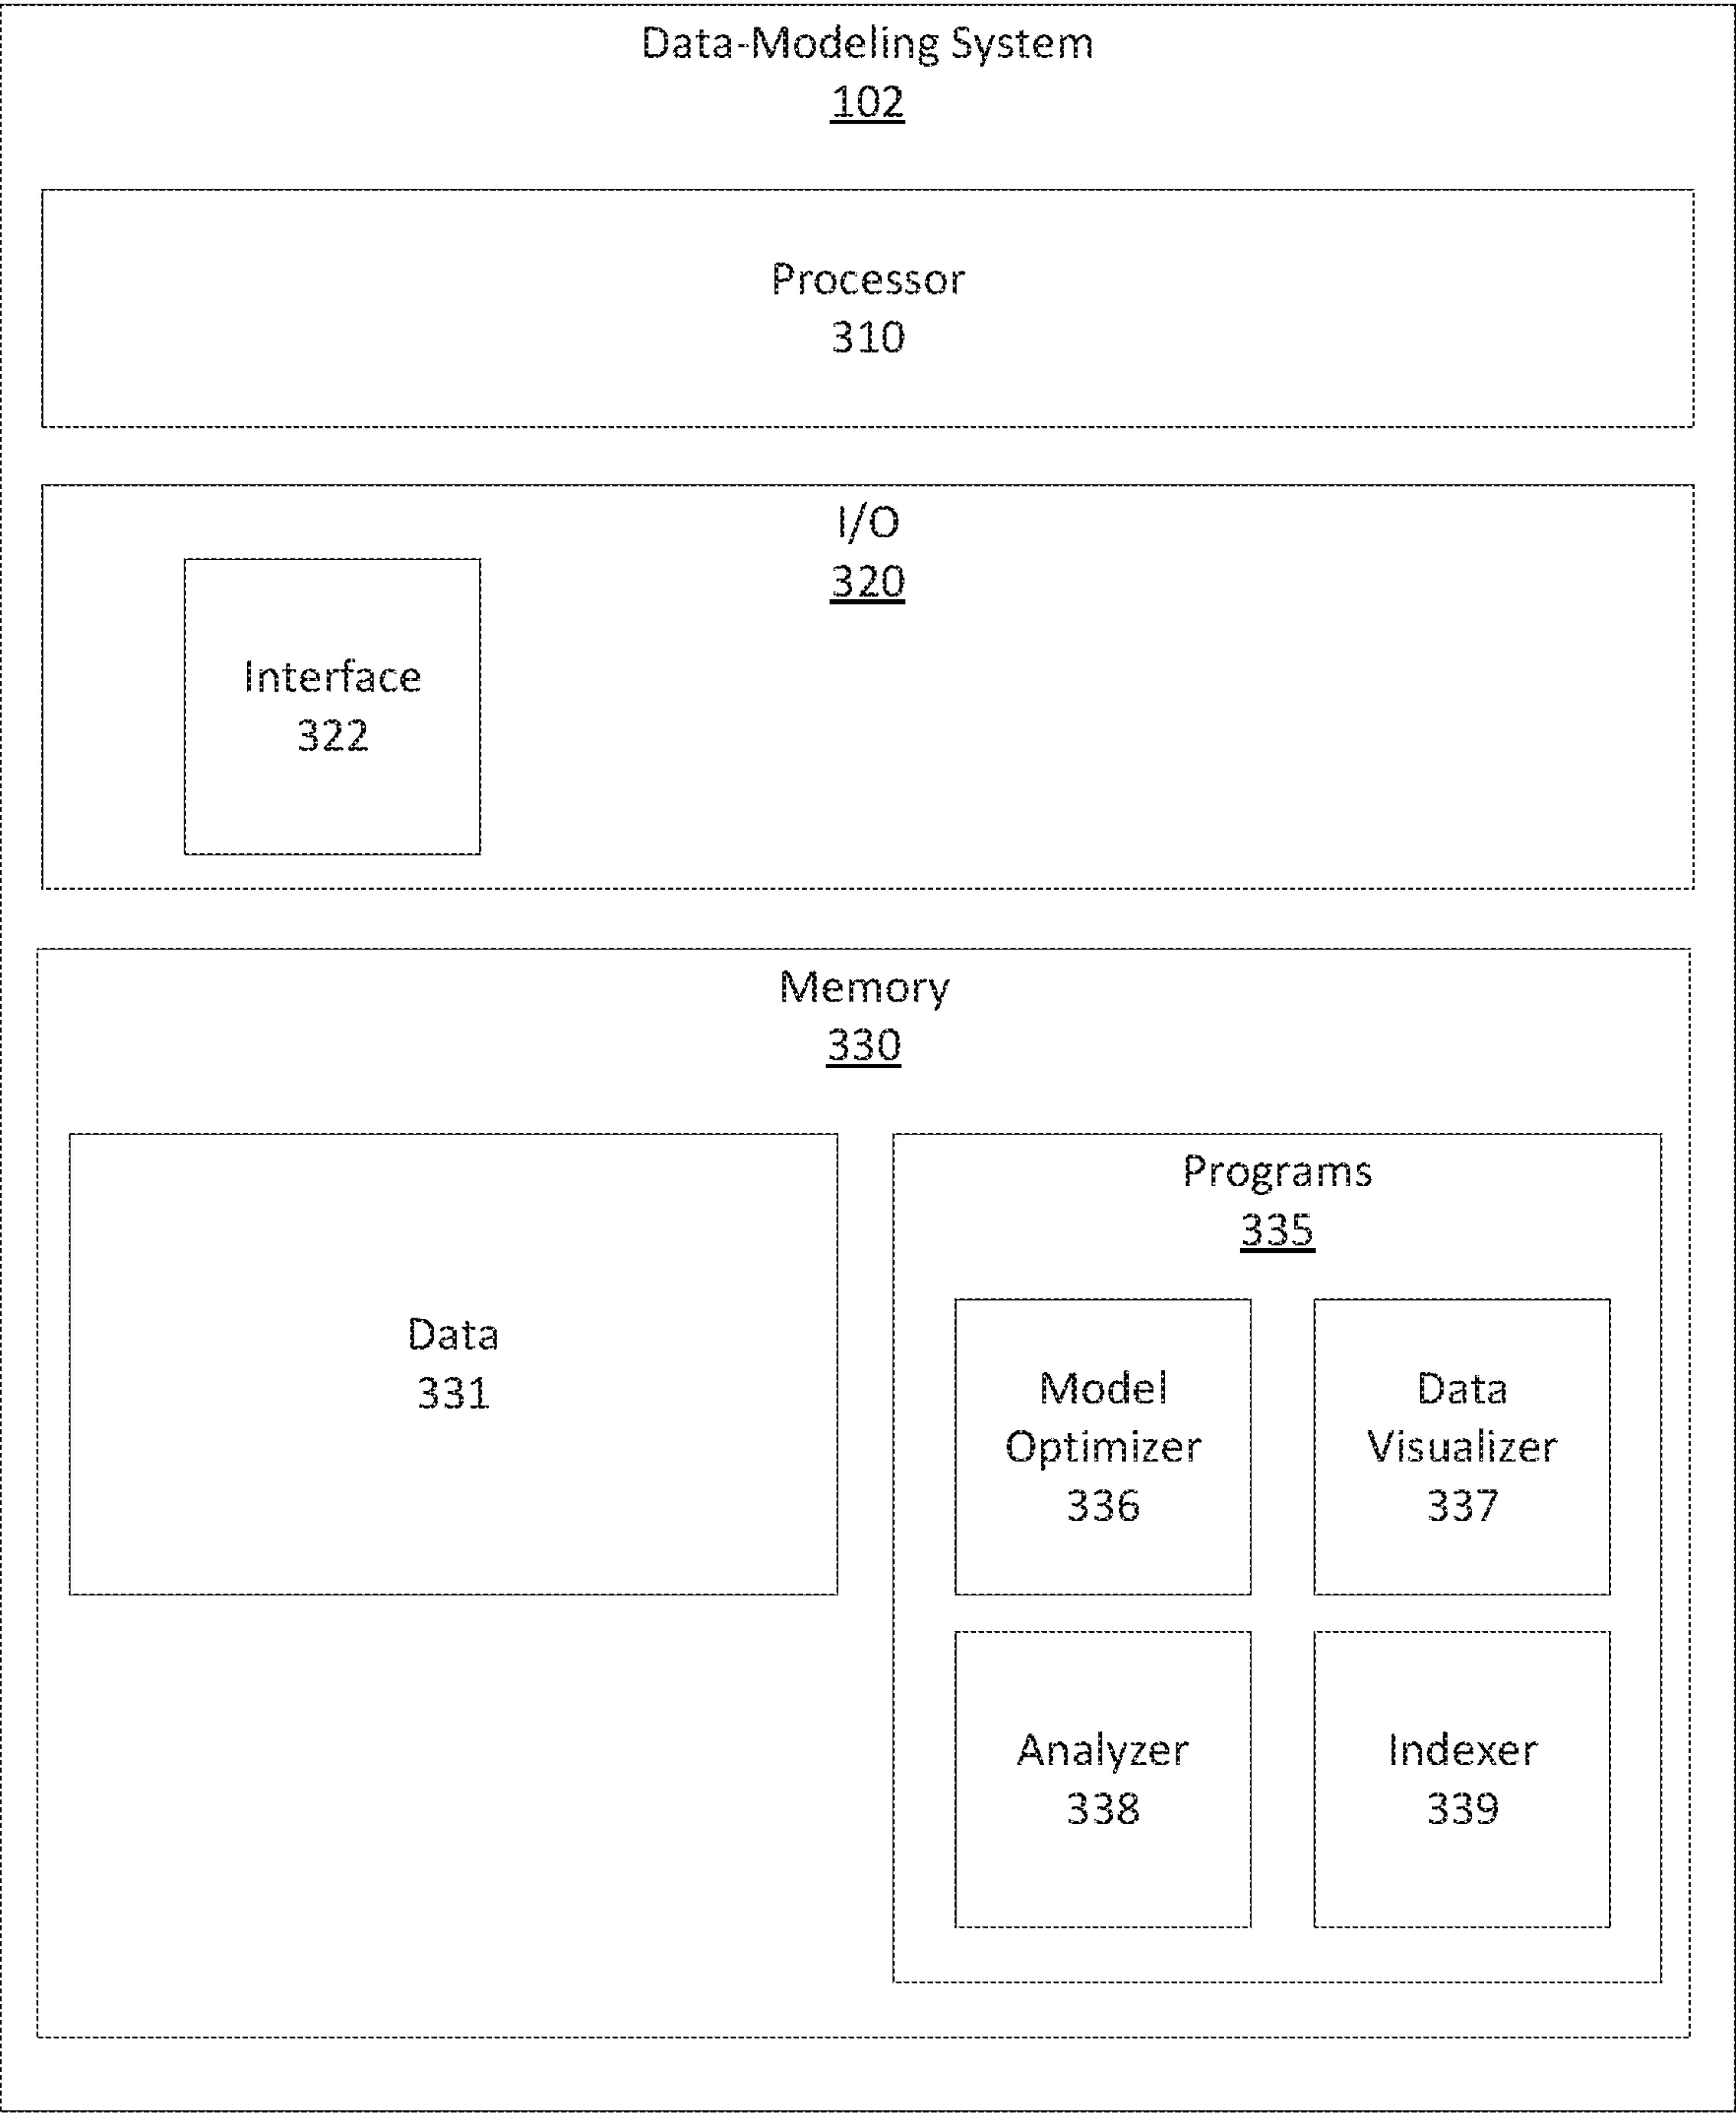 Data-Modeling System
102
Processor
310
I/O
320
Interface
322
Memory
330
Data
331
Programs
335
Model
Optimizer
336
Data
Visualizer
337
Analyzer
338
Indexer
339